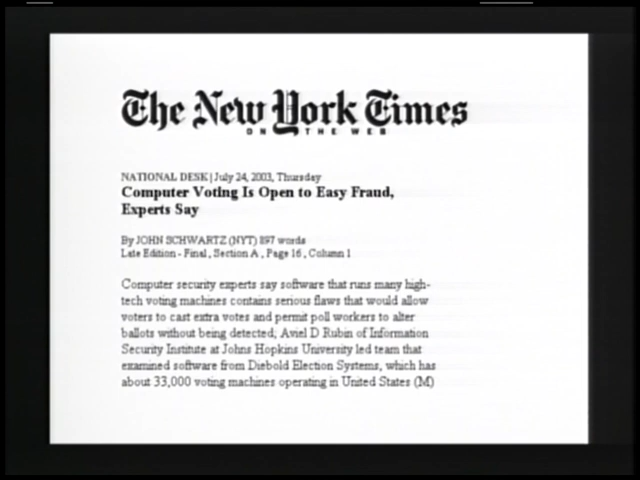 The New York Times
ON THE WEB
NATIONAL DESK | July 24, 2003, Thursday
Computer Voting Is Open to Easy Fraud,
Experts Say
By JOHN SCHWARTZ (NYT) 897 words
Late Edition - Final , Section A , Page 16 , Column 1
Computer security experts say software that runs many high-
tech voting machines contains serious flaws that would allow
voters to cast extra votes and permit poll workers to alter
ballots without being detected; Aviel D Rubin of Information
Security Institute at Johns Hopkins University led team that
examined software from Diebold Election Systems, which has
about 33,000 voting machines operating in United States (M)